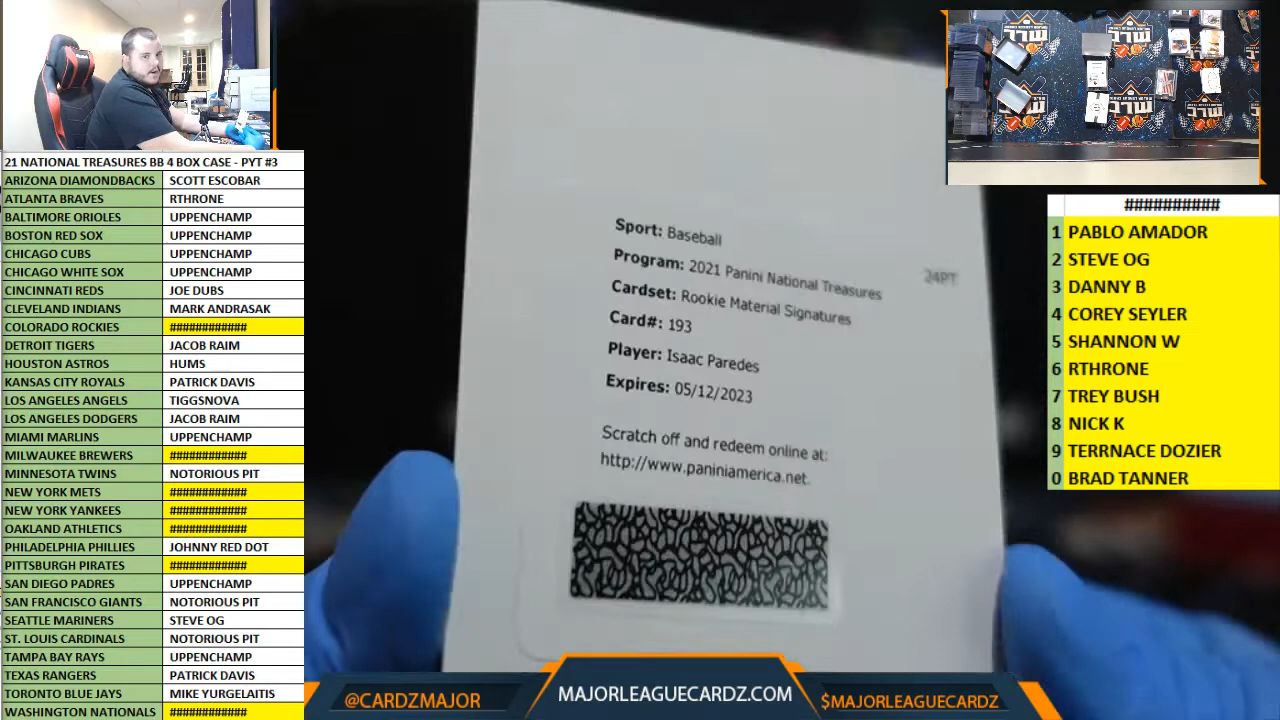 21 NATIONAL TREASURES BB 4 BOX CASE - PYT #3
ARIZONA DIAMONDBACKS SCOTT ESCOBAR
ATLANTA BRAVES RTHRONE
BALTIMORE ORIOLES UPPENCHAMP
BOSTON RED SOX UPPENCHAMP
CHICAGO CUBS UPPENCHAMP
CHICAGO WHITE SOX UPPENCHAMP
CINCINNATI REDS JOE DUBS
CLEVELAND INDIANS MARK ANDRASAK
COLORADO ROCKIES ############
DETROIT TIGERS JACOB RAIM
HOUSTON ASTROS HUMS
KANSAS CITY ROYALS PATRICK DAVIS
LOS ANGELES ANGELS TIGGSNOVA
LOS ANGELES DODGERS JACOB RAIM
MIAMI MARLINS UPPENCHAMP
MILWAUKEE BREWERS ############
MINNESOTA TWINS NOTORIOUS PIT
NEW YORK METS ############
NEW YORK YANKEES ############
OAKLAND ATHLETICS ############
PHILADELPHIA PHILLIES JOHNNY RED DOT
PITTSBURGH PIRATES ############
SAN DIEGO PADRES UPPENCHAMP
SAN FRANCISCO GIANTS NOTORIOUS PIT
SEATTLE MARINERS STEVE OG
ST. LOUIS CARDINALS NOTORIOUS PIT
TAMPA BAY RAYS UPPENCHAMP
TEXAS RANGERS PATRICK DAVIS
TORONTO BLUE JAYS MIKE YURGELAITIS
WASHINGTON NATIONALS ############
Sport: Baseball
Program: 2021 Panini National Treasures
24PT
Cardset: Rookie Material Signatures
Card#: 193
Player: Isaac Paredes
Expires: 05/12/2023
Scratch off and redeem online at:
http://www.paniniamerica.net.
##########
1 PABLO AMADOR
2 STEVE OG
3 DANNY B
4 COREY SEYLER
5 SHANNON W
6 RTHRONE
7 TREY BUSH
8 NICK K
9 TERRNACE DOZIER
0 BRAD TANNER
@CARDZMAJOR
MAJORLEAGUECARDZ.COM
$MAJORLEAGUECARDZ